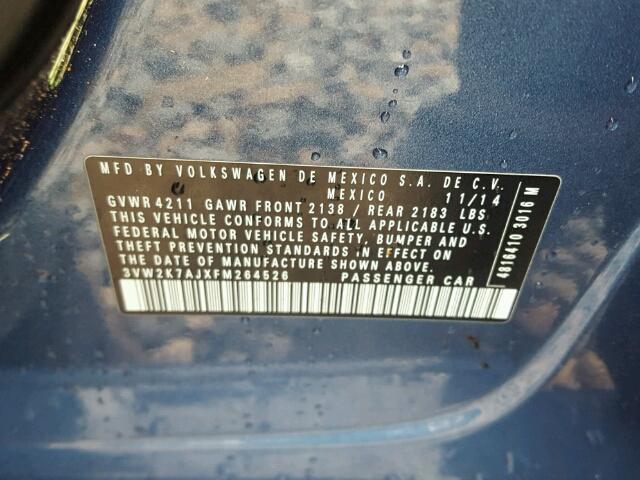 MFD BY VOLKSWAGEN DE MEXICO S.A. DE C.V.
MEXICO 11/14
GVWR 4211 GAWR FRONT 2138 / REAR 2183 LBS
THIS VEHICLE CONFORMS TO ALL APPLICABLE U.S.
FEDERAL MOTOR VEHICLE SAFETY, BUMPER AND
THEFT PREVENTION STANDARDS IN EFFECT ON
THE DATE OF MANUFACTURE SHOWN ABOVE.
3VW2K7AJXFM264526 PASSENGER CAR
4816410 3016 M